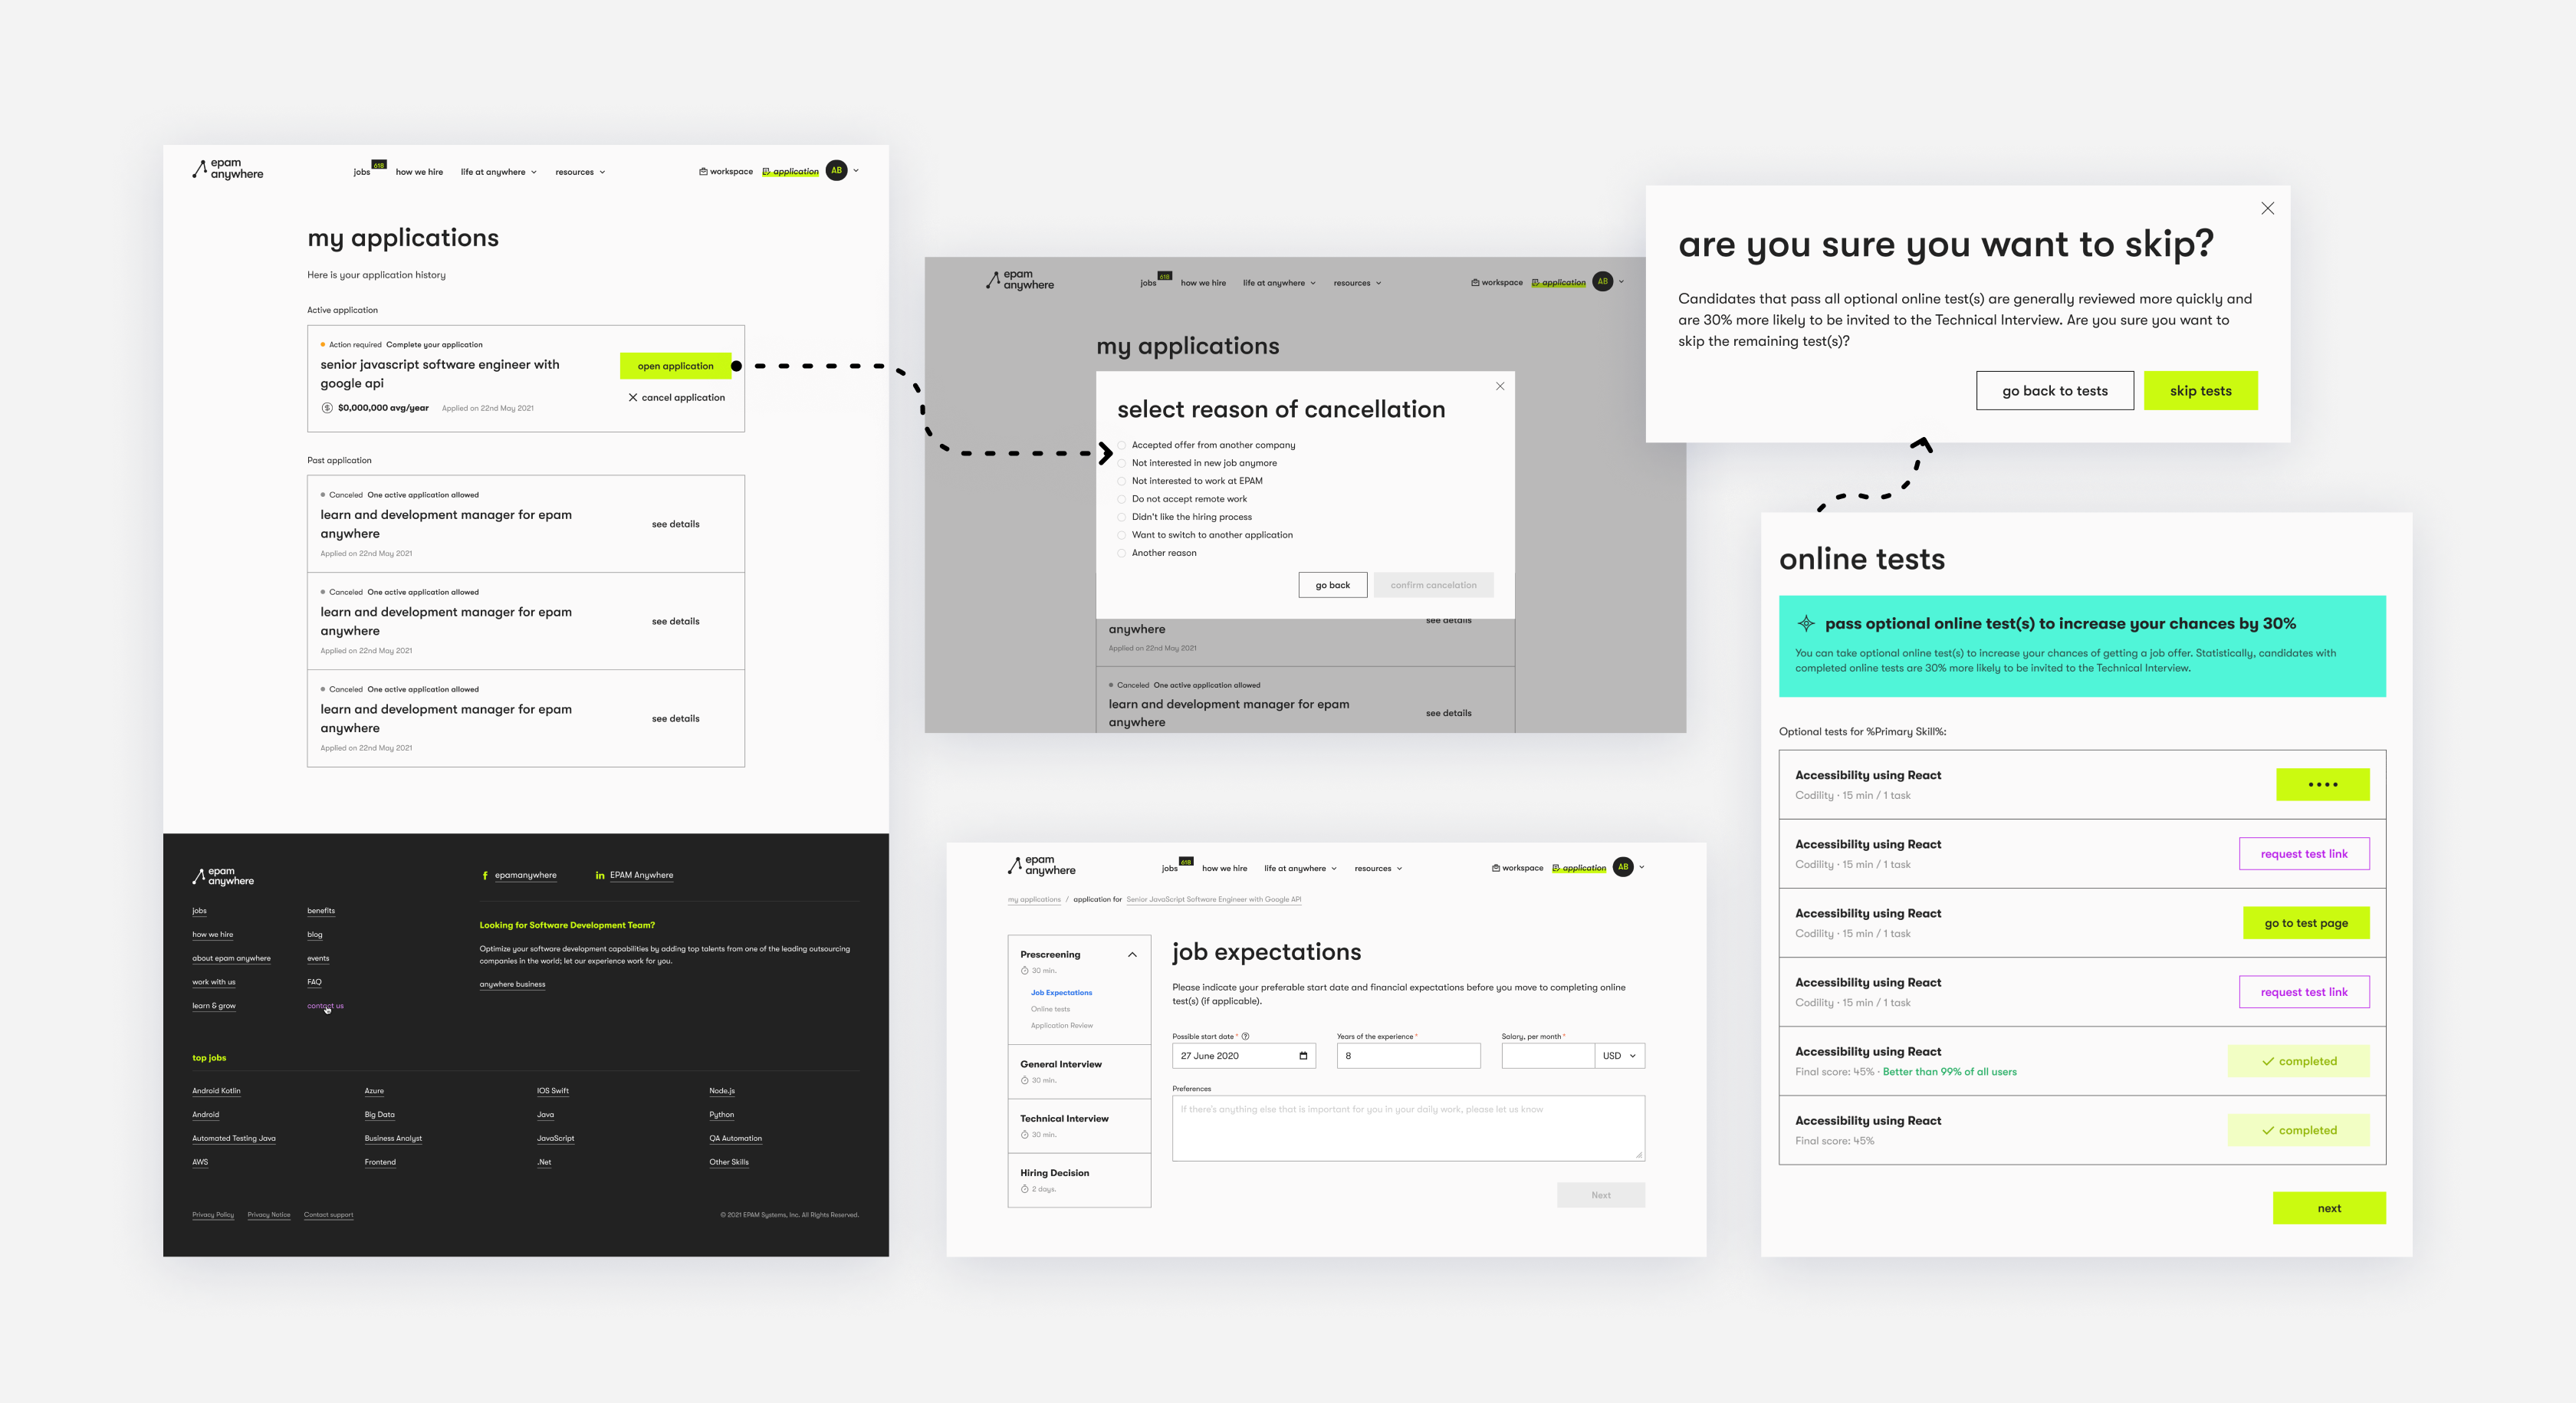 epam
anywhere
jobs 618 how we hire life at anywhere resources workspace application AB
my applications
Here is your application history
Active application
Action required Complete your application
senior javascript software engineer with
google api
$0,000,000 avg/year Applied on 22nd May 2021
open application
cancel application
Past application
Canceled One active application allowed
learn and development manager for epam
anywhere
Applied on 22nd May 2021
see details
Canceled One active application allowed
learn and development manager for epam
anywhere
Applied on 22nd May 2021
see details
Canceled One active application allowed
learn and development manager for epam
anywhere
Applied on 22nd May 2021
see details
epam
anywhere
jobs
how we hire
about epam anywhere
work with us
learn & grow
benefits
blog
events
FAQ
contact us
epamanywhere
in EPAM Anywhere
Looking for Software Development Team?
Optimize your software development capabilities by adding top talents from one of the leading outsourcing
companies in the world; let our experience work for you.
anywhere business
top jobs
Android Kotlin Azure IOS Swift Node.js
Android Big Data Java Python
Automated Testing Java Business Analyst JavaScript QA Automation
AWS Frontend .Net Other Skills
Privacy Policy Privacy Notice Contact support © 2021 EPAM Systems, Inc. All Rights Reserved.
epam
anywhere
jobs 618 how we hire life at anywhere resources workspace application AB
my applications
select reason of cancellation
Accepted offer from another company
Not interested in new job anymore
Not interested to work at EPAM
Do not accept remote work
Didn't like the hiring process
Want to switch to another application
Another reason
go back confirm cancelation
see details
anywhere
Applied on 22nd May 2021
Canceled One active application allowed
learn and development manager for epam
anywhere
see details
epam
anywhere
jobs 618 how we hire life at anywhere resources workspace application AB
my applications / application for Senior JavaScript Software Engineer with Google API
Prescreening
30 min.
Job Expectations
Online tests
Application Review
General Interview
30 min.
Technical Interview
30 min.
Hiring Decision
2 days.
job expectations
Please indicate your preferable start date and financial expectations before you move to completing online
test(s) (if applicable).
Possible start date * Years of the experience * Salary, per month *
27 June 2020 8 USD
Preferences
If there's anything else that is important for you in your daily work, please let us know
Next
are you sure you want to skip?
Candidates that pass all optional online test(s) are generally reviewed more quickly and
are 30% more likely to be invited to the Technical Interview. Are you sure you want to
skip the remaining test(s)?
go back to tests skip tests
online tests
pass optional online test(s) to increase your chances by 30%
You can take optional online test(s) to increase your chances of getting a job offer. Statistically, candidates with
completed online tests are 30% more likely to be invited to the Technical Interview.
Optional tests for %Primary Skill%:
Accessibility using React
Codility · 15 min / 1 task
Accessibility using React
Codility · 15 min / 1 task
request test link
Accessibility using React
Codility · 15 min / 1 task
go to test page
Accessibility using React
Codility · 15 min / 1 task
request test link
Accessibility using React
Final score: 45% · Better than 99% of all users
completed
Accessibility using React
Final score: 45%
completed
next